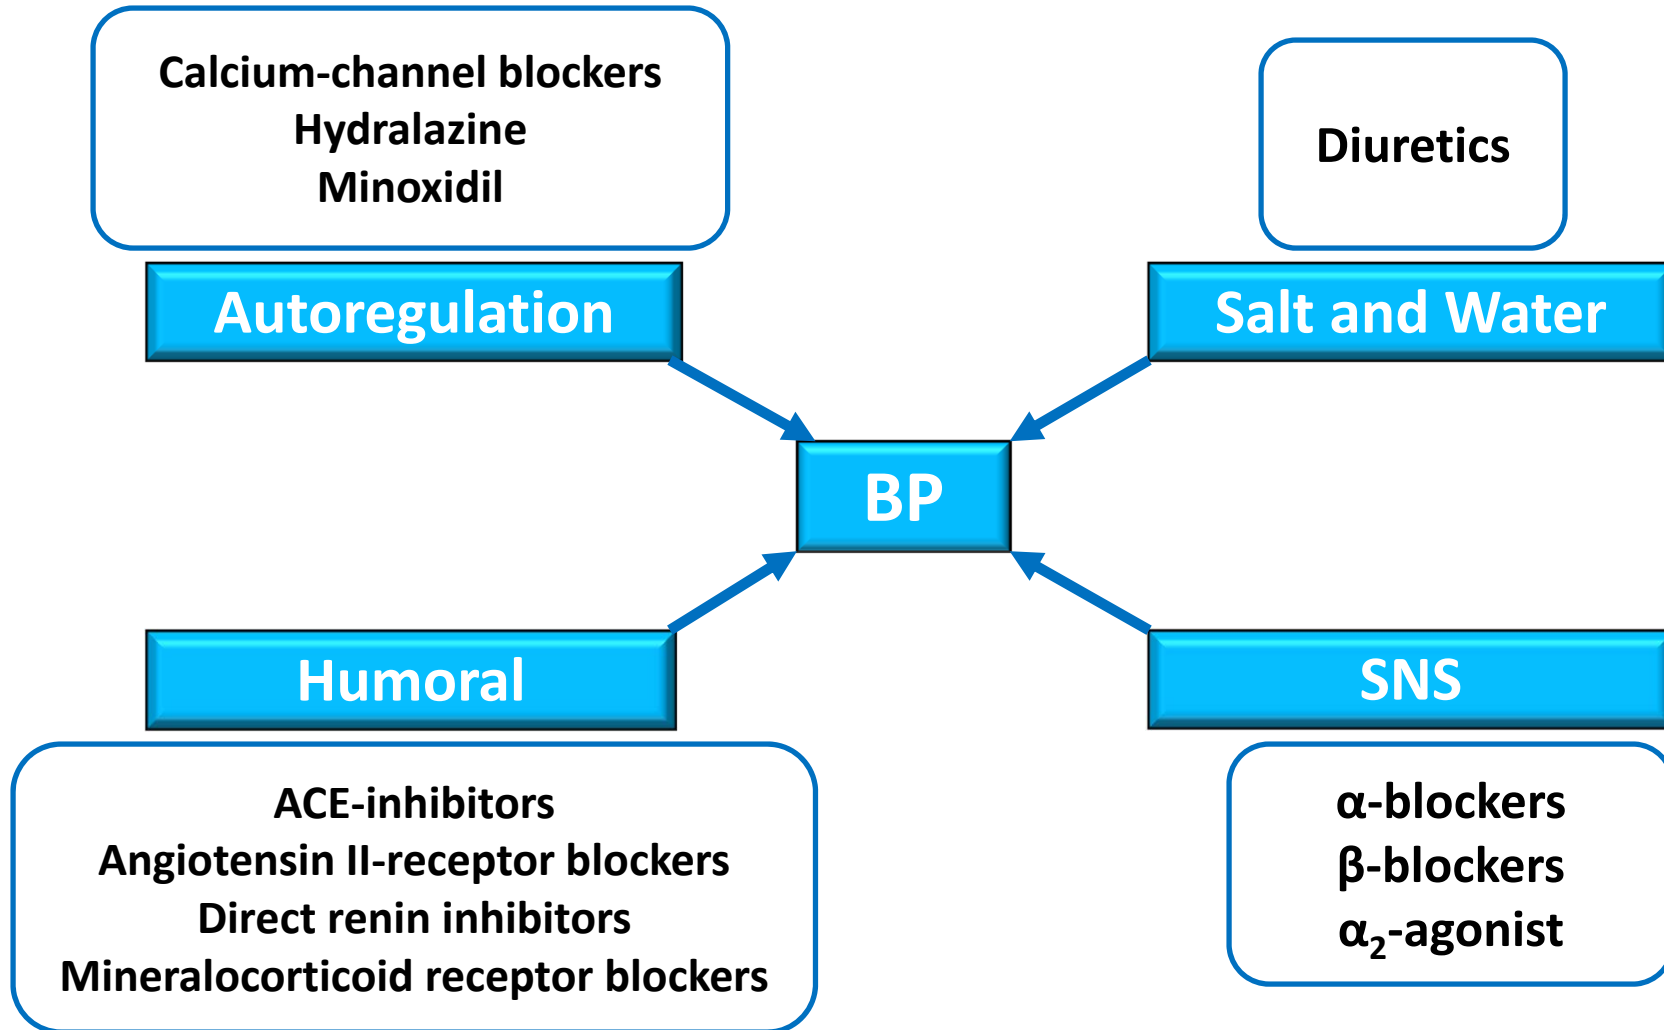 Calcium-channel blockers
Hydralazine
Minoxidil
Diuretics
Autoregulation
Salt and Water
BP
Humoral
SNS
ACE-inhibitors
Angiotensin II-receptor blockers
Direct renin inhibitors
Mineralocorticoid receptor blockers
α-blockers
β-blockers
α₂-agonist